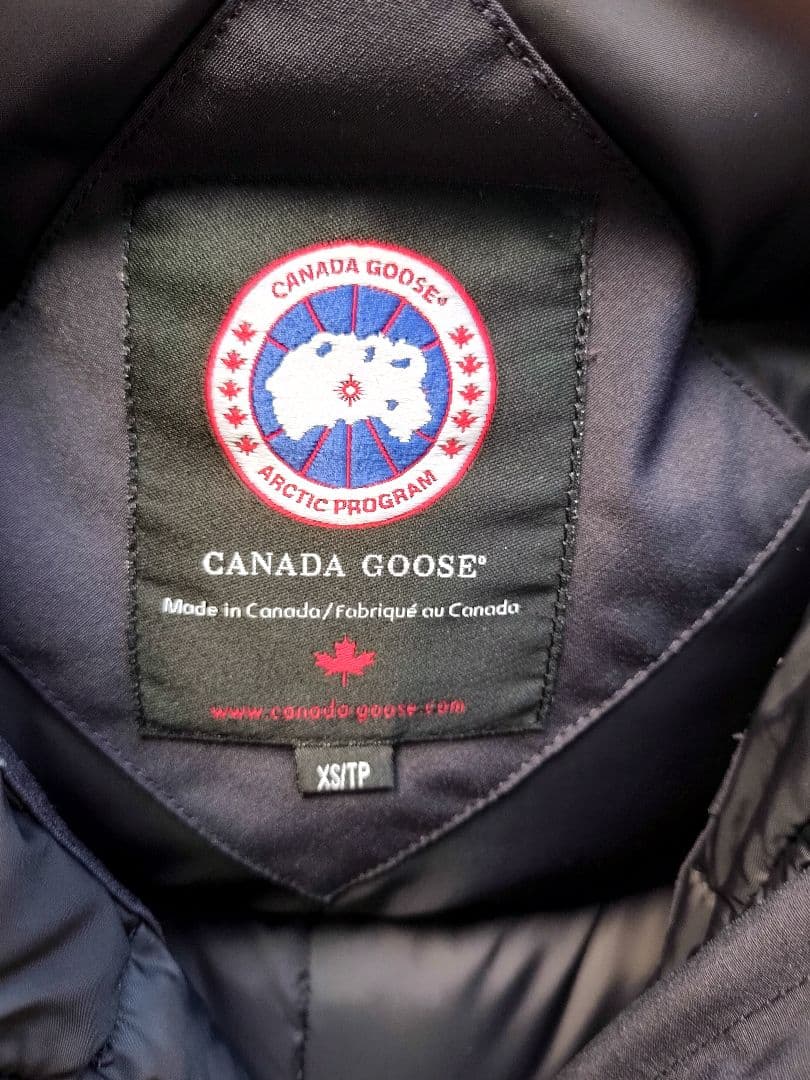 CANADA GOOSE®
ARCTIC PROGRAM
CANADA GOOSE®
Made in Canada/Fabriqué au Canada
www.canada-goose.com
XS/TP